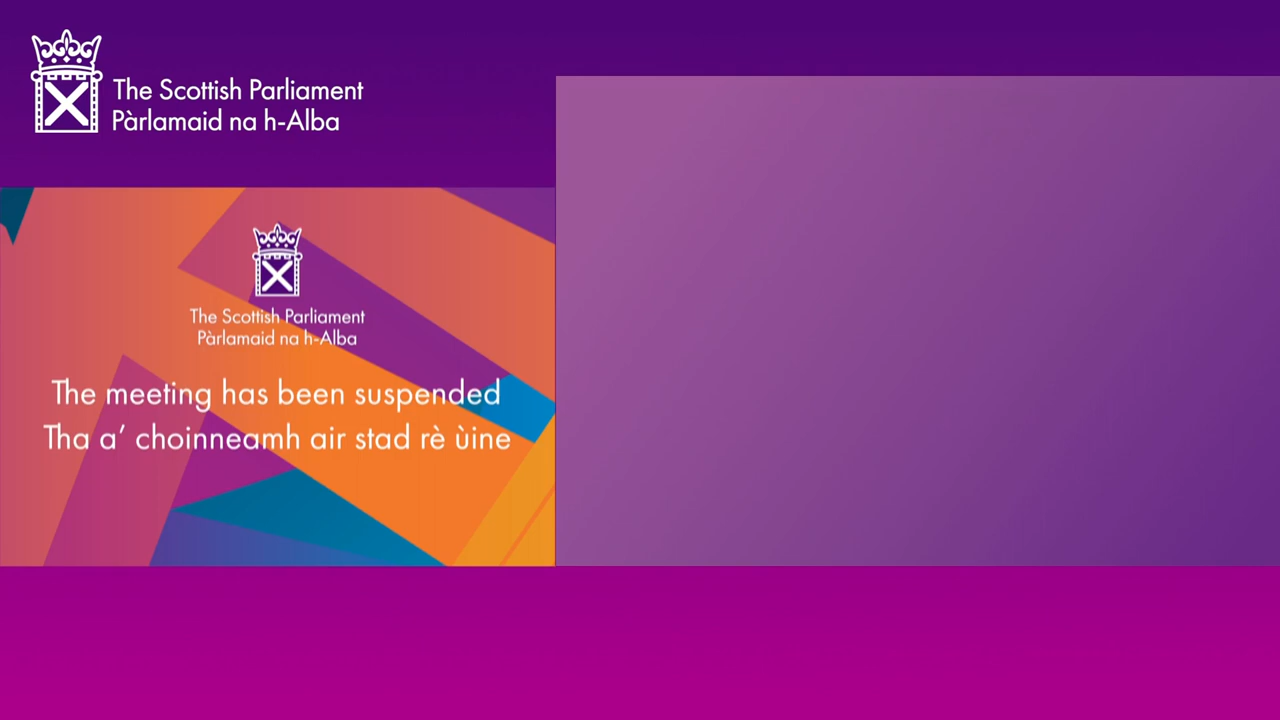 The Scottish Parliament
Pàrlamaid na h-Alba
The Scottish Parliament
Pàrlamaid na h-Alba
The meeting has been suspended
Tha a’ choinneamh air stad rè ùine